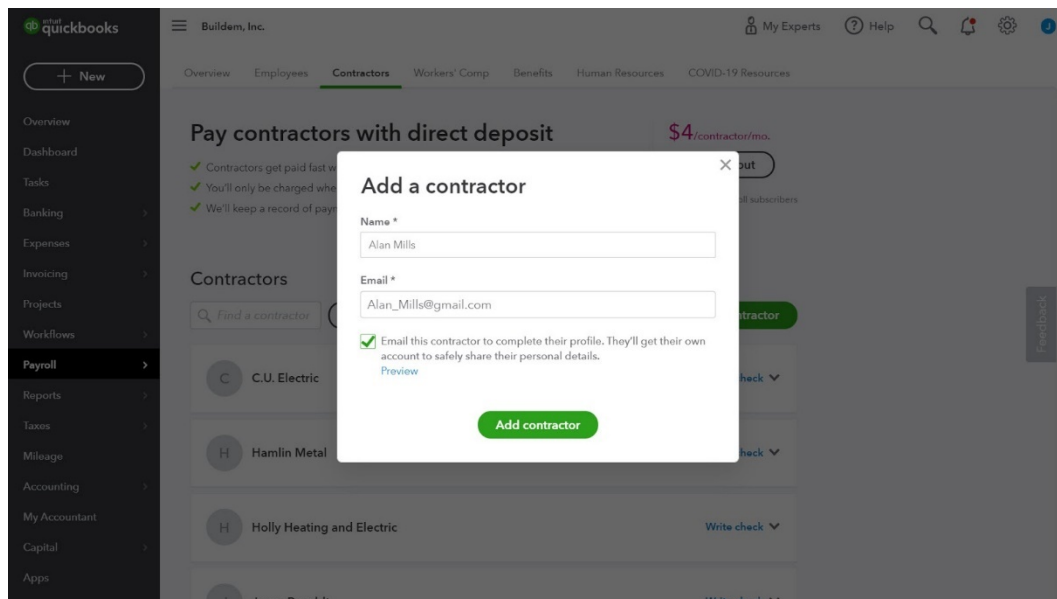 intuit
quickbooks
Buildem, Inc.
My Experts
Help
J
+ New
Overview
Employees
Contractors
Workers' Comp
Benefits
Human Resources
COVID-19 Resources
Overview
Dashboard
Tasks
Banking
Expenses
Invoicing
Projects
Workflows
Payroll
Reports
Taxes
Mileage
Accounting
My Accountant
Capital
Apps
Pay contractors with direct deposit
$4/contractor/mo.
Contractors get paid fast
You'll only be charged
We'll keep a record of
subscribers
Contractors
Find a contractor
C
C.U. Electric
H
Hamlin Metal
H
Holly Heating and Electric
Write check
Add a contractor
Name *
Alan Mills
Email *
Alan_Mills@gmail.com
Email this contractor to complete their profile. They'll get their own
account to safely share their personal details.
Preview
Add contractor
Feedback